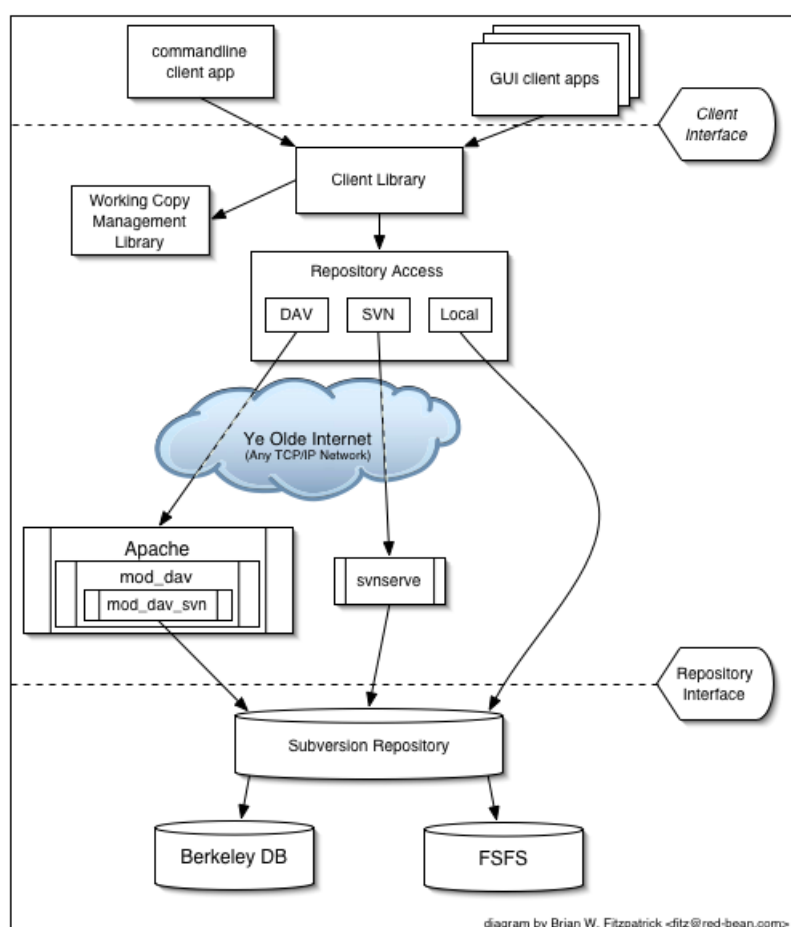 commandline
client app
GUI client apps
Client
Interface
Client Library
Working Copy
Management
Library
Repository Access
DAV
SVN
Local
Ye Olde Internet
(Any TCP/IP Network)
Apache
mod_dav
mod_dav_svn
svnserve
Repository
Interface
Subversion Repository
Berkeley DB
FSFS
diagram by Brian W. Fitzpatrick <fitz@red-bean.com>